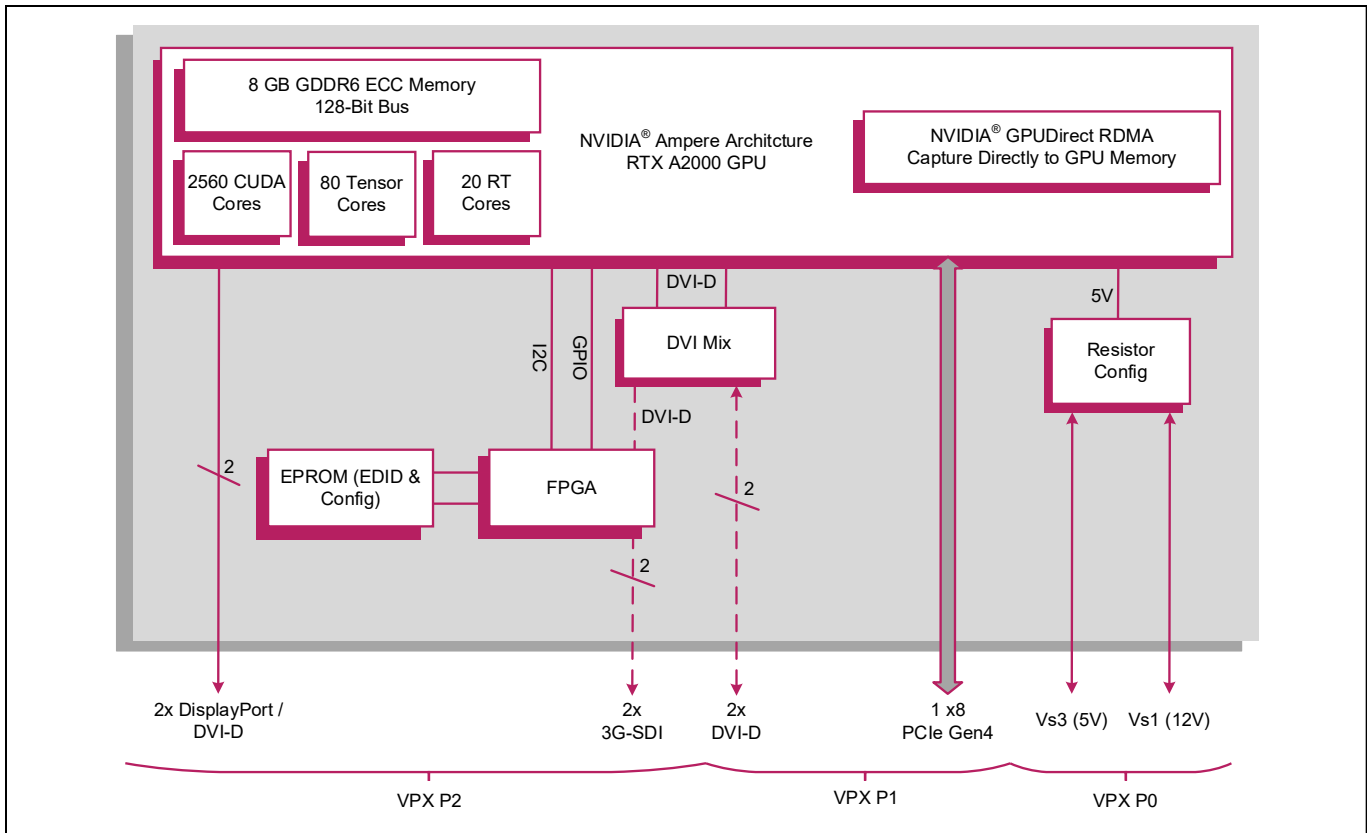 8 GB GDDR6 ECC Memory
128-Bit Bus
NVIDIA® Ampere Architcture
RTX A2000 GPU
NVIDIA® GPUDirect RDMA
Capture Directly to GPU Memory
2560 CUDA
Cores
80 Tensor
Cores
20 RT
Cores
DVI-D
5V
I2C
GPIO
DVI Mix
Resistor
Config
DVI-D
2
EPROM (EDID &
Config)
FPGA
2
2
2x DisplayPort /
DVI-D
2x
3G-SDI
2x
DVI-D
1 x8
PCIe Gen4
Vs3 (5V)
Vs1 (12V)
VPX P2
VPX P1
VPX P0